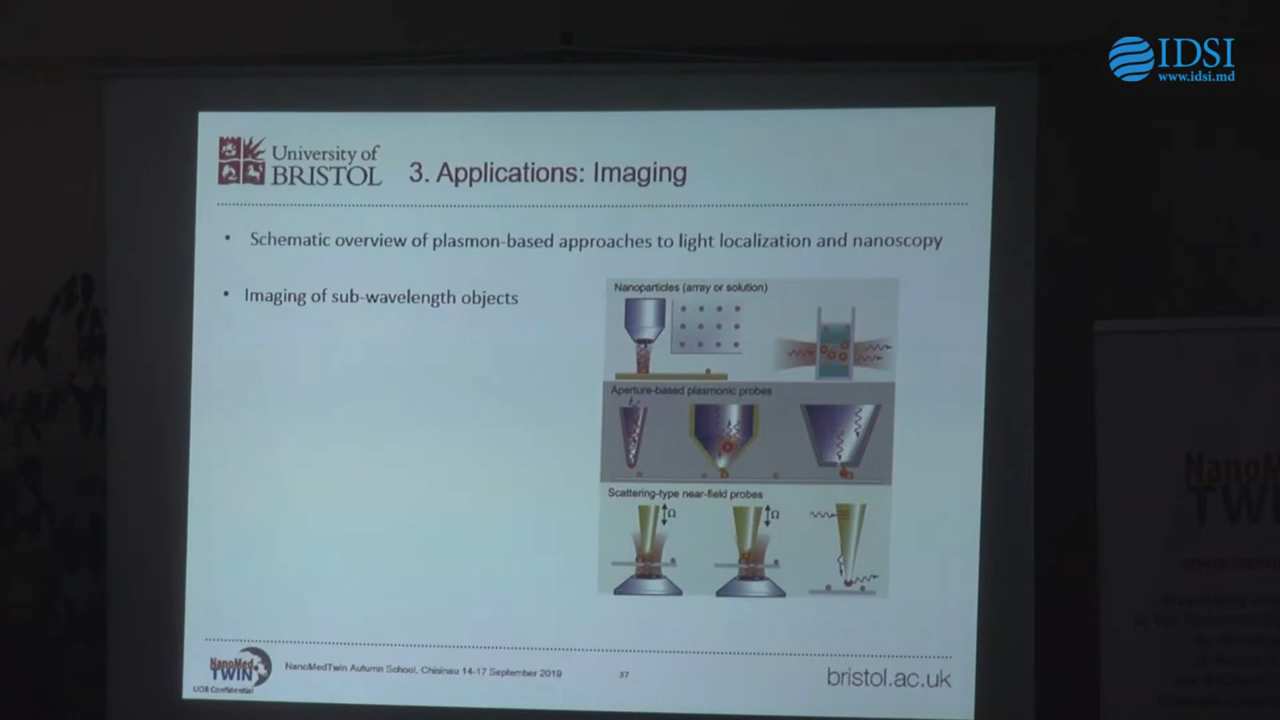 IDSI
www.idsi.md
University of
BRISTOL
3. Applications: Imaging
• Schematic overview of plasmon-based approaches to light localization and nanoscopy
• Imaging of sub-wavelength objects
Nanoparticles (array or solution)
Aperture-based plasmonic probes
Scattering-type near-field probes
Ω
Ω
NanoMed
TWIN
UOB Confidential
NanoMedTwin Autumn School, Chisinau 14-17 September 2019
37
bristol.ac.uk